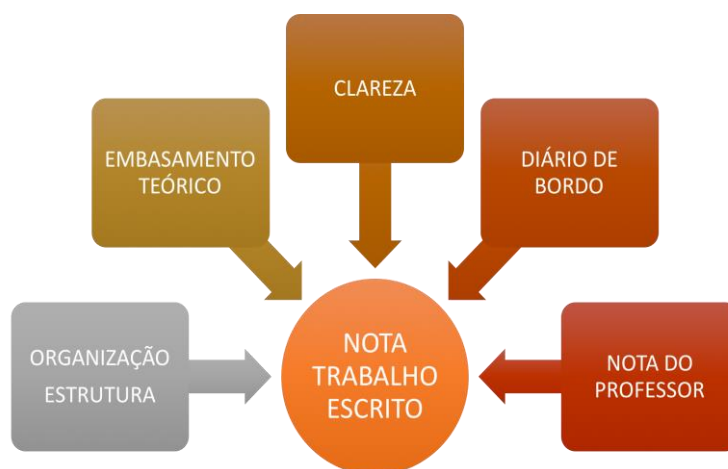 CLAREZA
EMBASAMENTO
TEÓRICO
DIÁRIO DE
BORDO
ORGANIZAÇÃO
ESTRUTURA
NOTA
TRABALHO
ESCRITO
NOTA DO
PROFESSOR